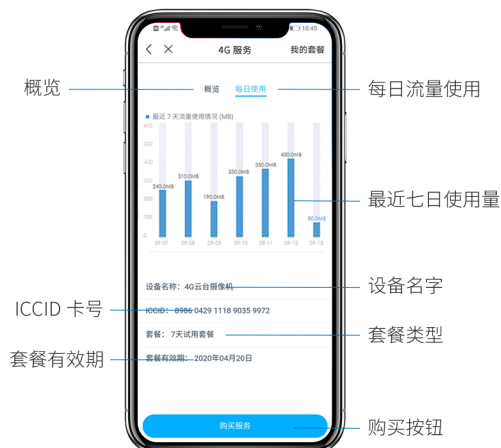 10:45
4G 服务
我的套餐
概览
概览
每日使用
每日流量使用
最近 7 天流量使用情况 (MB)
600
500
400
300
200
100
0
240.0MB
310.0MB
190.0MB
330.0MB
350.0MB
400.0MB
80.0MB
09-07
09-08
09-09
09-10
09-11
09-12
09-13
最近七日使用量
设备名称：4G云台摄像机
设备名字
ICCID 卡号
ICCID： 8986 0429 1118 9035 9972
套餐： 7天试用套餐
套餐类型
套餐有效期
套餐有效期： 2020年04月20日
购买服务
购买按钮